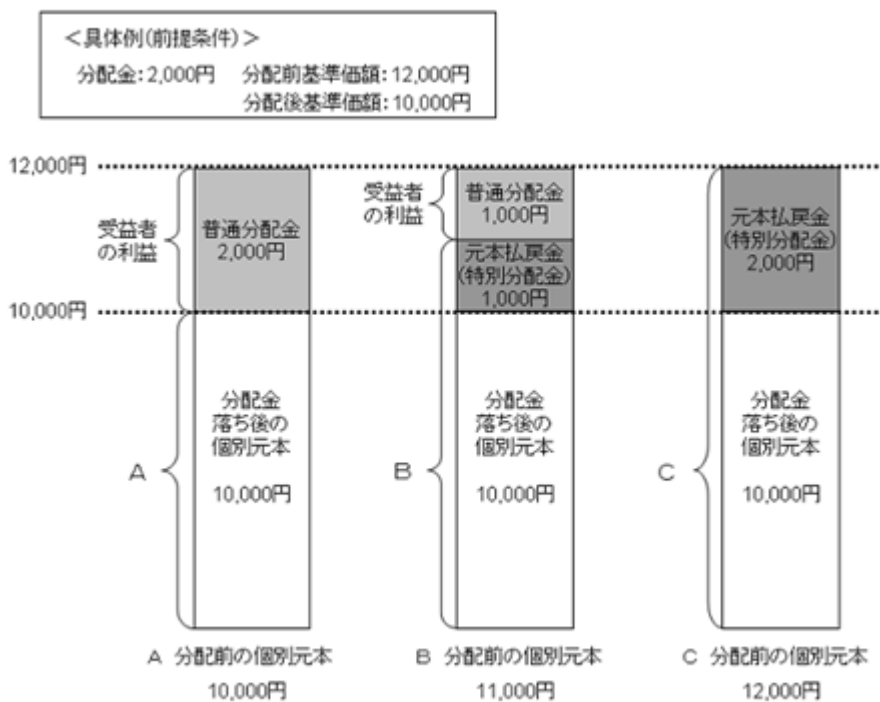 ＜具体例(前提条件)＞
分配金：2,000円　分配前基準価額：12,000円
分配後基準価額：10,000円
12,000円
受益者
の利益
普通分配金
2,000円
受益者
の利益
普通分配金
1,000円
元本払戻金
(特別分配金)
1,000円
元本払戻金
(特別分配金)
2,000円
10,000円
A
分配金
落ち後の
個別元本
10,000円
B
分配金
落ち後の
個別元本
10,000円
C
分配金
落ち後の
個別元本
10,000円
A 分配前の個別元本
10,000円
B 分配前の個別元本
11,000円
C 分配前の個別元本
12,000円